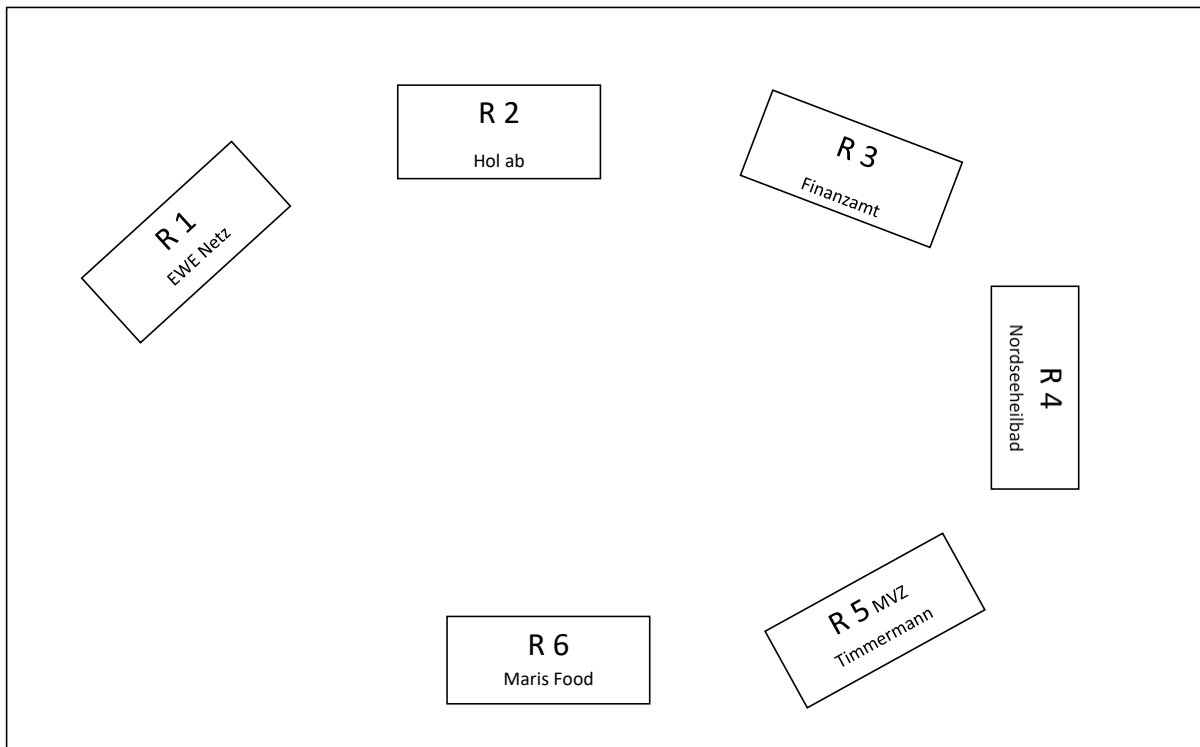 R 1
EWE Netz
R 2
Hol ab
R 3
Finanzamt
R 4
Nordseeheilbad
R 5 MVZ
Timmermann
R 6
Maris Food